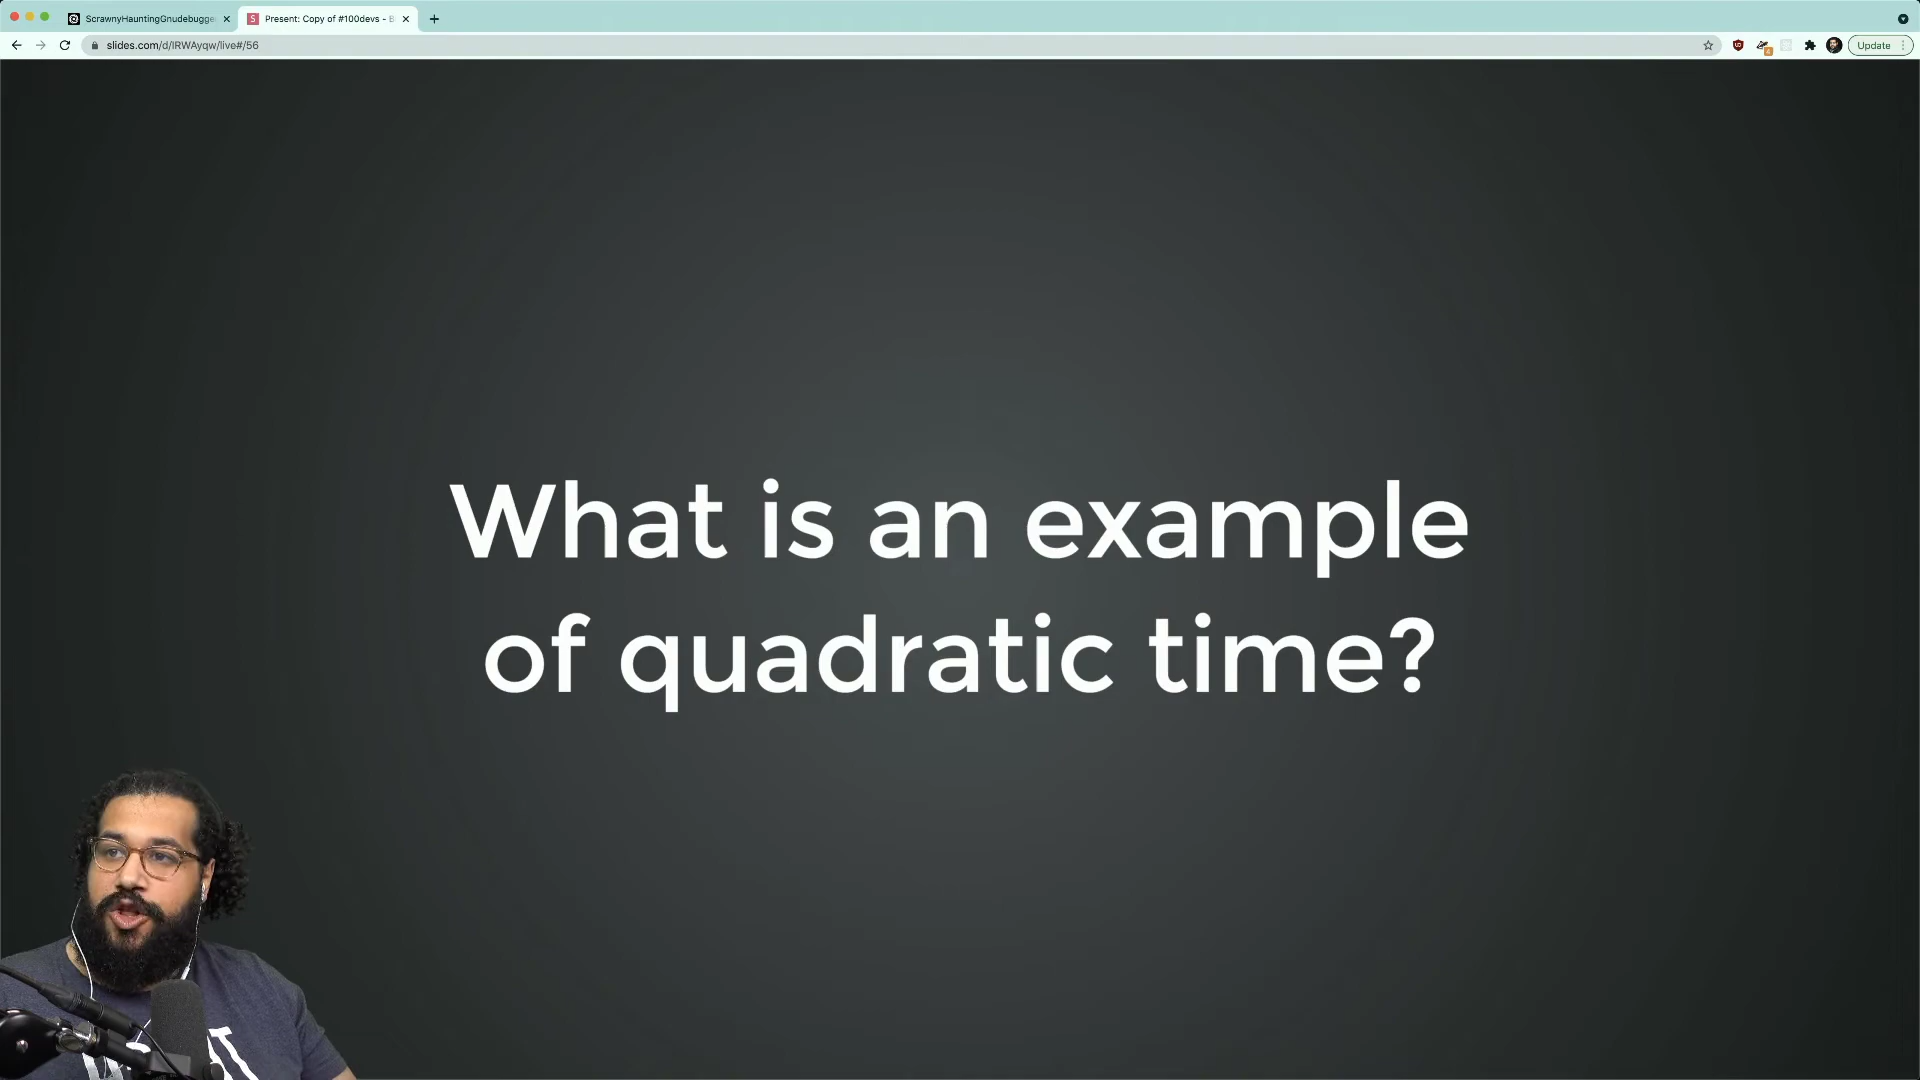 ScrawnyHauntingGnudebugge
Present: Copy of #100devs - B
slides.com/d/IRWAyqw/live#/56
Update
What is an example
of quadratic time?